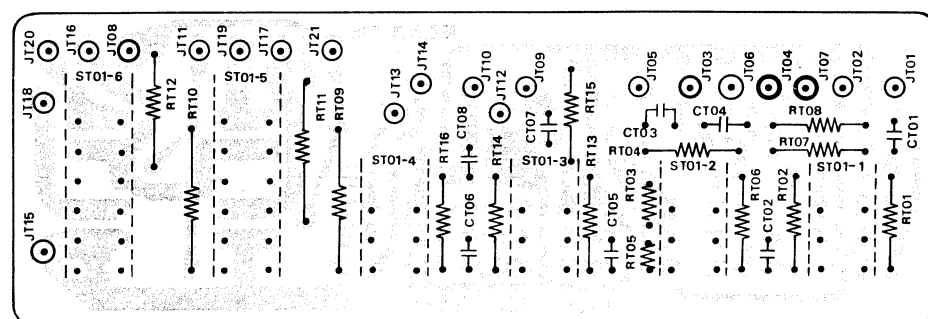 JT20
JT16
JT08
JT11
JT19
JT17
JT21
JT13
JT14
JT10
JT12
JT09
JT05
JT03
JT06
JT04
JT07
JT02
JT01
ST01-6
RT12
RT10
ST01-5
RT11
RT09
JT18
JT15
ST01-4
RT16
CT08
CT06
RT14
CT07
ST01-3
RT15
RT13
CT05
CT03
CT04
RT08
RT04
RT07
CT01
ST01-2
ST01-1
RT03
RT05
RT06
CT02
RT02
RT01